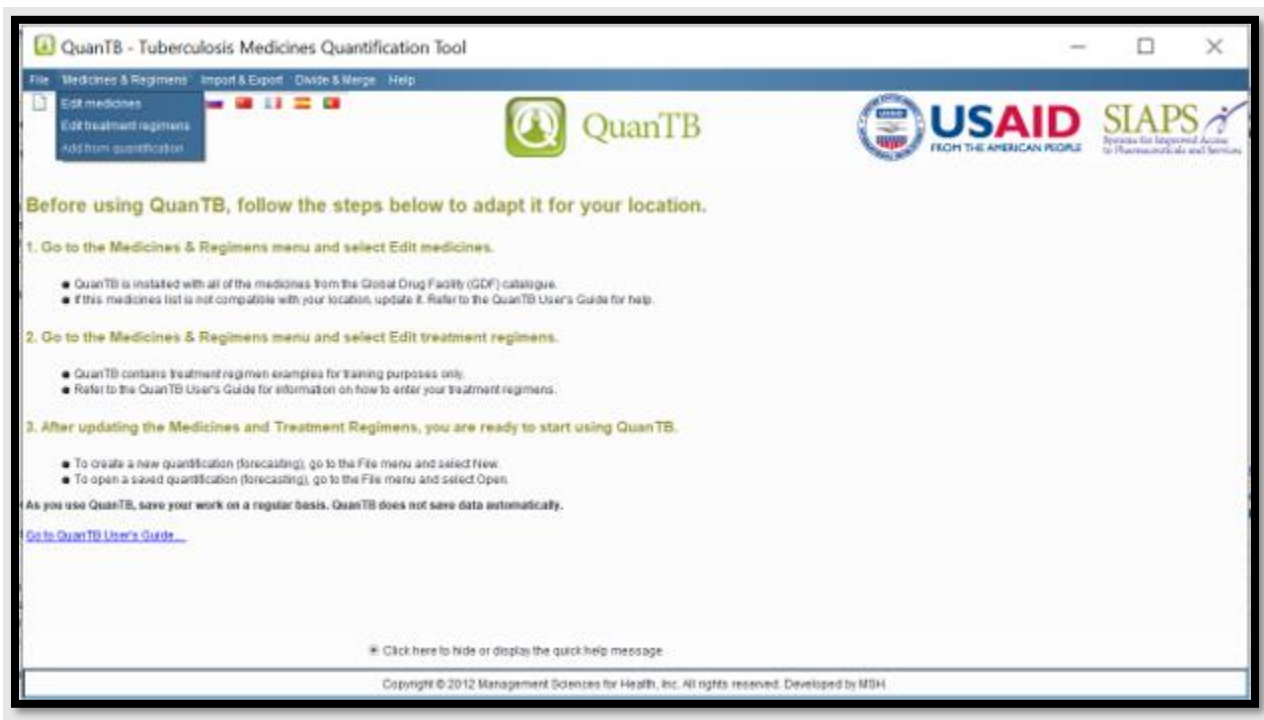 QuanTB - Tuberculosis Medicines Quantification Tool
File Medicines & Regimens Import & Export Divide & Merge Help
Edit medicines
Edit treatment regimens
Add from quantification
QuanTB
USAID
USAID
FROM THE AMERICAN PEOPLE
SIAPS
Systems for Improved Access
to Pharmaceuticals and Services
Before using QuanTB, follow the steps below to adapt it for your location.
1. Go to the Medicines & Regimens menu and select Edit medicines.
QuanTB is installed with all of the medicines from the Global Drug Facility (GDF) catalogue.
If this medicines list is not compatible with your location, update it. Refer to the QuanTB User's Guide for help.
2. Go to the Medicines & Regimens menu and select Edit treatment regimens.
QuanTB contains treatment regimen examples for training purposes only.
Refer to the QuanTB User's Guide for information on how to enter your treatment regimens.
3. After updating the Medicines and Treatment Regimens, you are ready to start using QuanTB.
To create a new quantification (forecasting), go to the File menu and select New.
To open a saved quantification (forecasting), go to the File menu and select Open.
As you use QuanTB, save your work on a regular basis. QuanTB does not save data automatically.
Go to QuanTB User's Guide...
Click here to hide or display the quick help message
Copyright © 2012 Management Sciences for Health, Inc. All rights reserved. Developed by MSH.